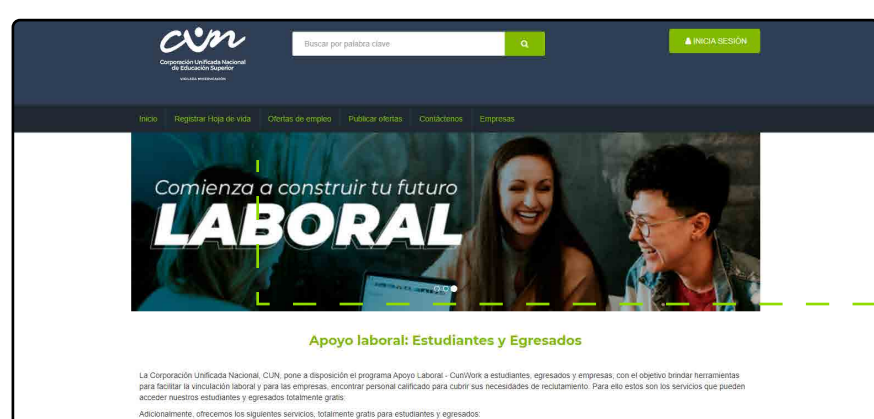 cun
Corporación Unificada Nacional
de Educación Superior
VIGILADA MINEDUCACIÓN
Buscar por palabra clave
INICIA SESIÓN
Inicio Registrar Hoja de vida Ofertas de empleo Publicar ofertas Contáctenos Empresas
Comienza a construir tu futuro
LABORAL
Apoyo laboral: Estudiantes y Egresados
La Corporación Unificada Nacional, CUN, pone a disposición el programa Apoyo Laboral - CunWork a estudiantes, egresados y empresas, con el objetivo brindar herramientas
para facilitar la vinculación laboral y para las empresas, encontrar personal calificado para cubrir sus necesidades de reclutamiento. Para ello estos son los servicios que pueden
acceder nuestros estudiantes y egresados totalmente gratis:
Adicionalmente, ofrecemos los siguientes servicios, totalmente gratis para estudiantes y egresados: